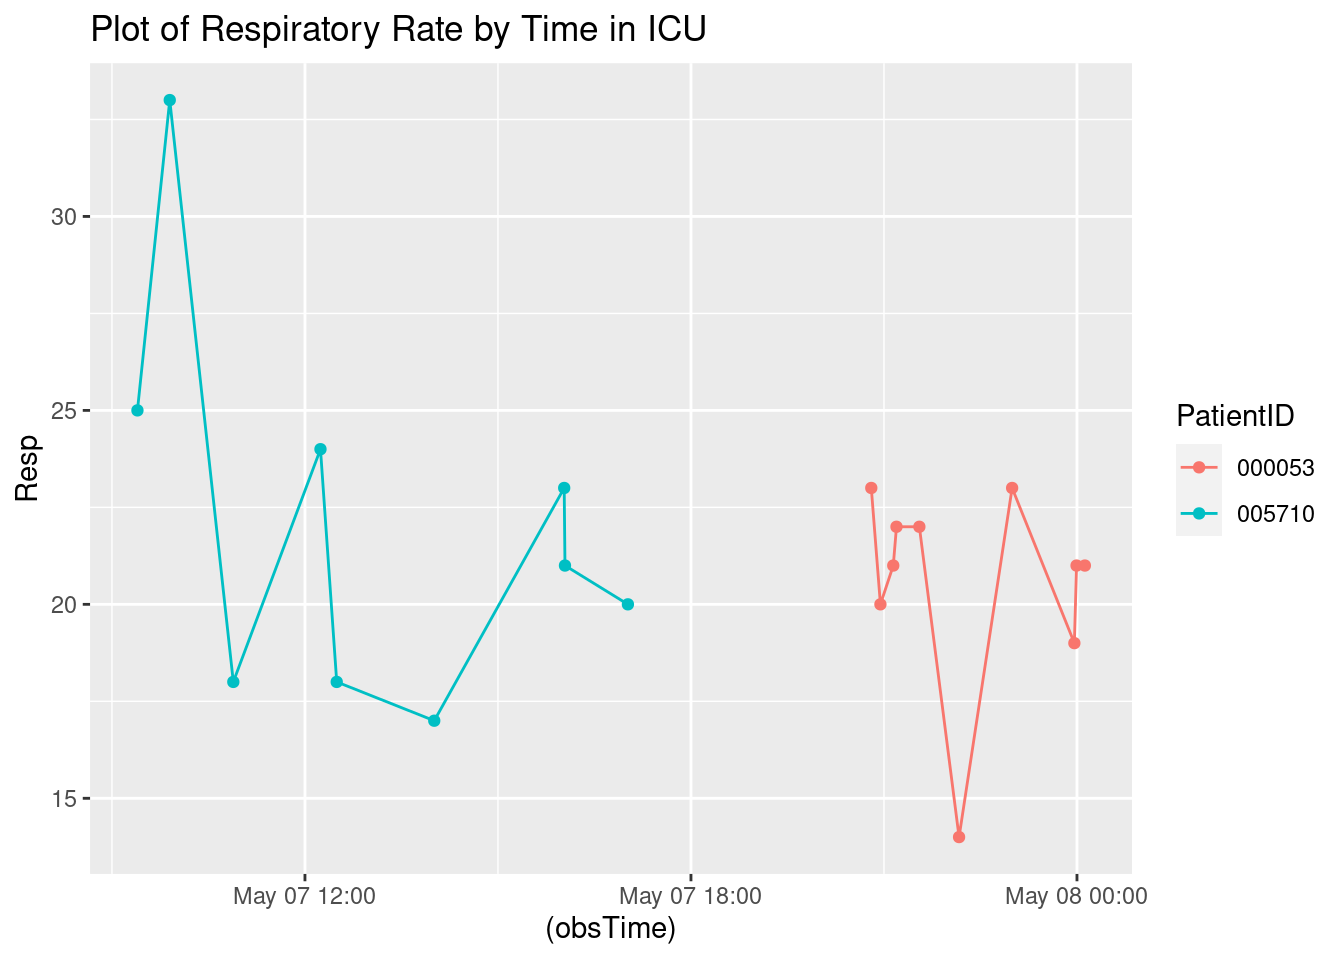 Plot of Respiratory Rate by Time in ICU
Resp
30
25
20
15
May 07 12:00 May 07 18:00 May 08 00:00
(obsTime)
PatientID
000053
005710